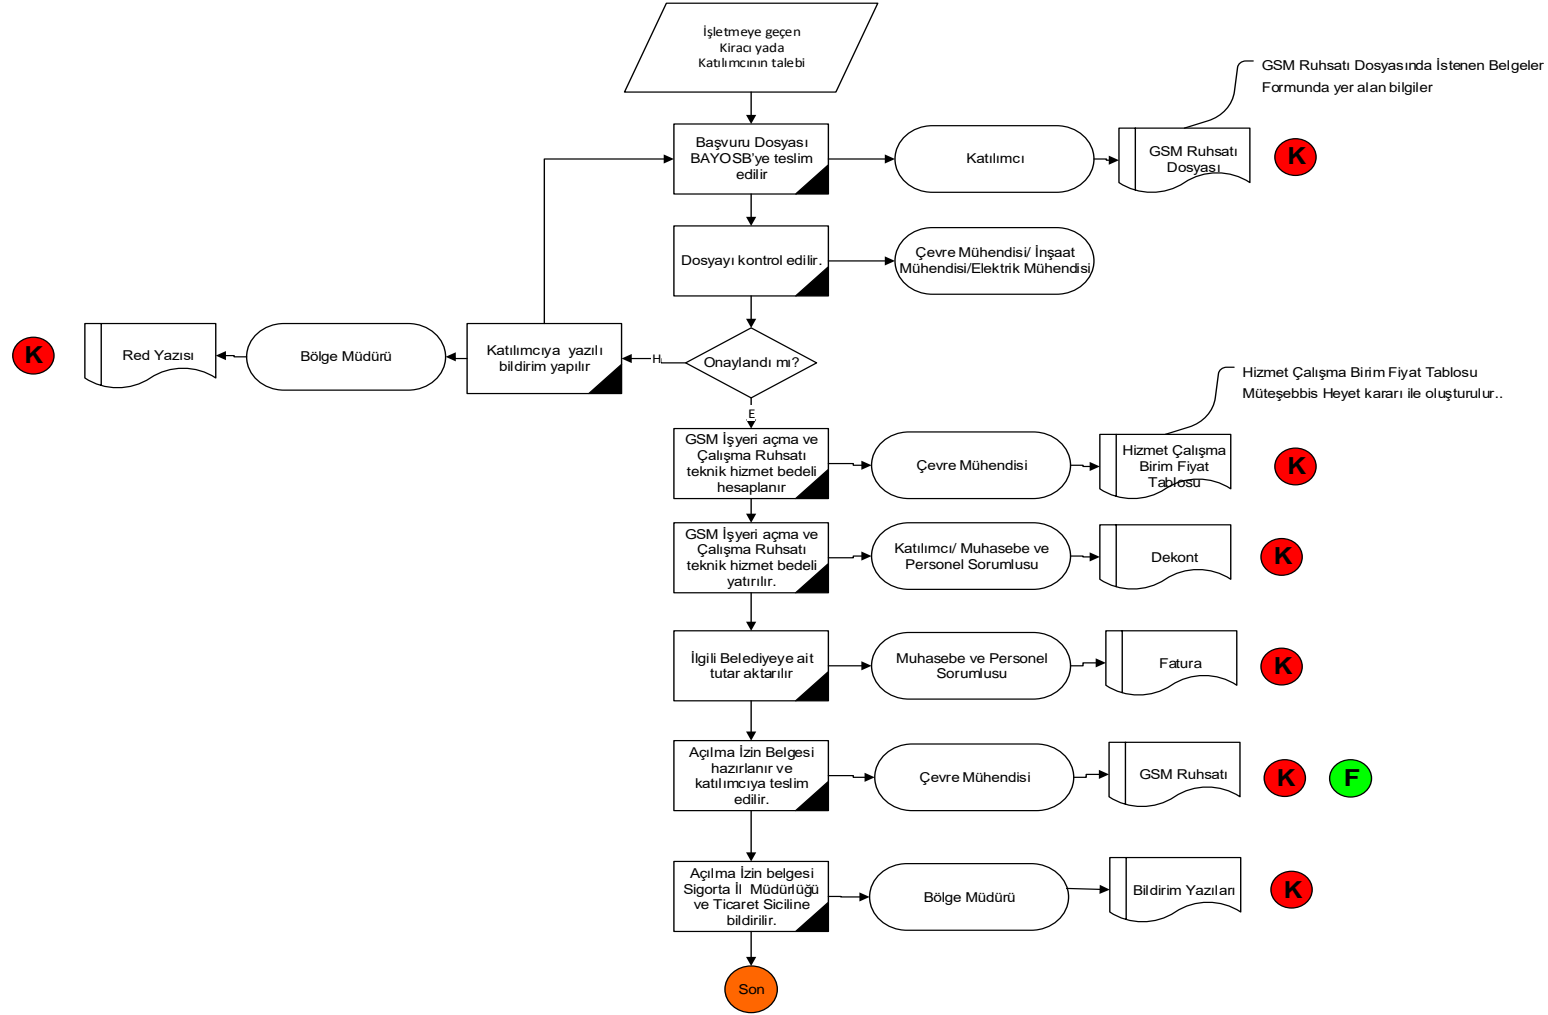 İşletmeye geçen
Kiracı yada
Katılımcının talebi
GSM Ruhsatı Dosyasında İstenen Belgeler
Formunda yer alan bilgiler
Başvuru Dosyası
BAYOSB'ye teslim
edilir
Katılımcı
GSM Ruhsatı
Dosyası
K
Dosyayı kontrol edilir.
Çevre Mühendisi/ İnşaat
Mühendisi/Elektrik Mühendisi
K
Red Yazısı
Bölge Müdürü
Katılımcıya yazılı
bildirim yapılır
H
Onaylandı mı?
E
Hizmet Çalışma Birim Fiyat Tablosu
Müteşebbis Heyet kararı ile oluşturulur..
GSM İşyeri açma ve
Çalışma Ruhsatı
teknik hizmet bedeli
hesaplanır
Çevre Mühendisi
Hizmet Çalışma
Birim Fiyat
Tablosu
K
GSM İşyeri açma ve
Çalışma Ruhsatı
teknik hizmet bedeli
yatırılır.
Katılımcı/ Muhasebe ve
Personel Sorumlusu
Dekont
K
İlgili Belediyeye ait
tutar aktarılır
Muhasebe ve Personel
Sorumlusu
Fatura
K
Açılma İzin Belgesi
hazırlanır ve
katılımcıya teslim
edilir.
Çevre Mühendisi
GSM Ruhsatı
K
F
Açılma İzin belgesi
Sigorta İl Müdürlüğü
ve Ticaret Siciline
bildirilir.
Bölge Müdürü
Bildirim Yazıları
K
Son